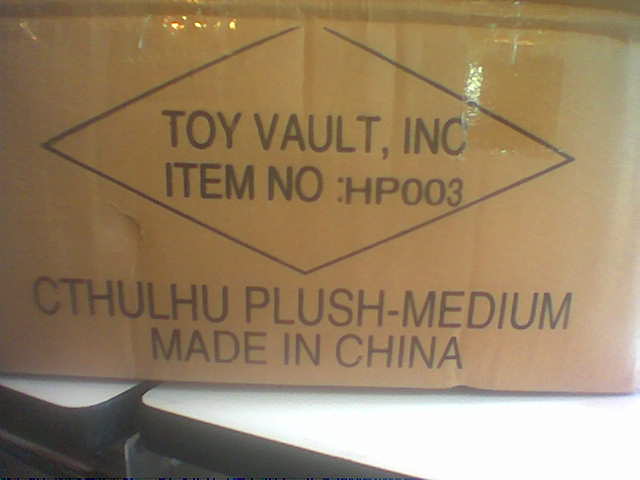 TOY VAULT, INC
ITEM NO :HP003
CTHULHU PLUSH-MEDIUM
MADE IN CHINA